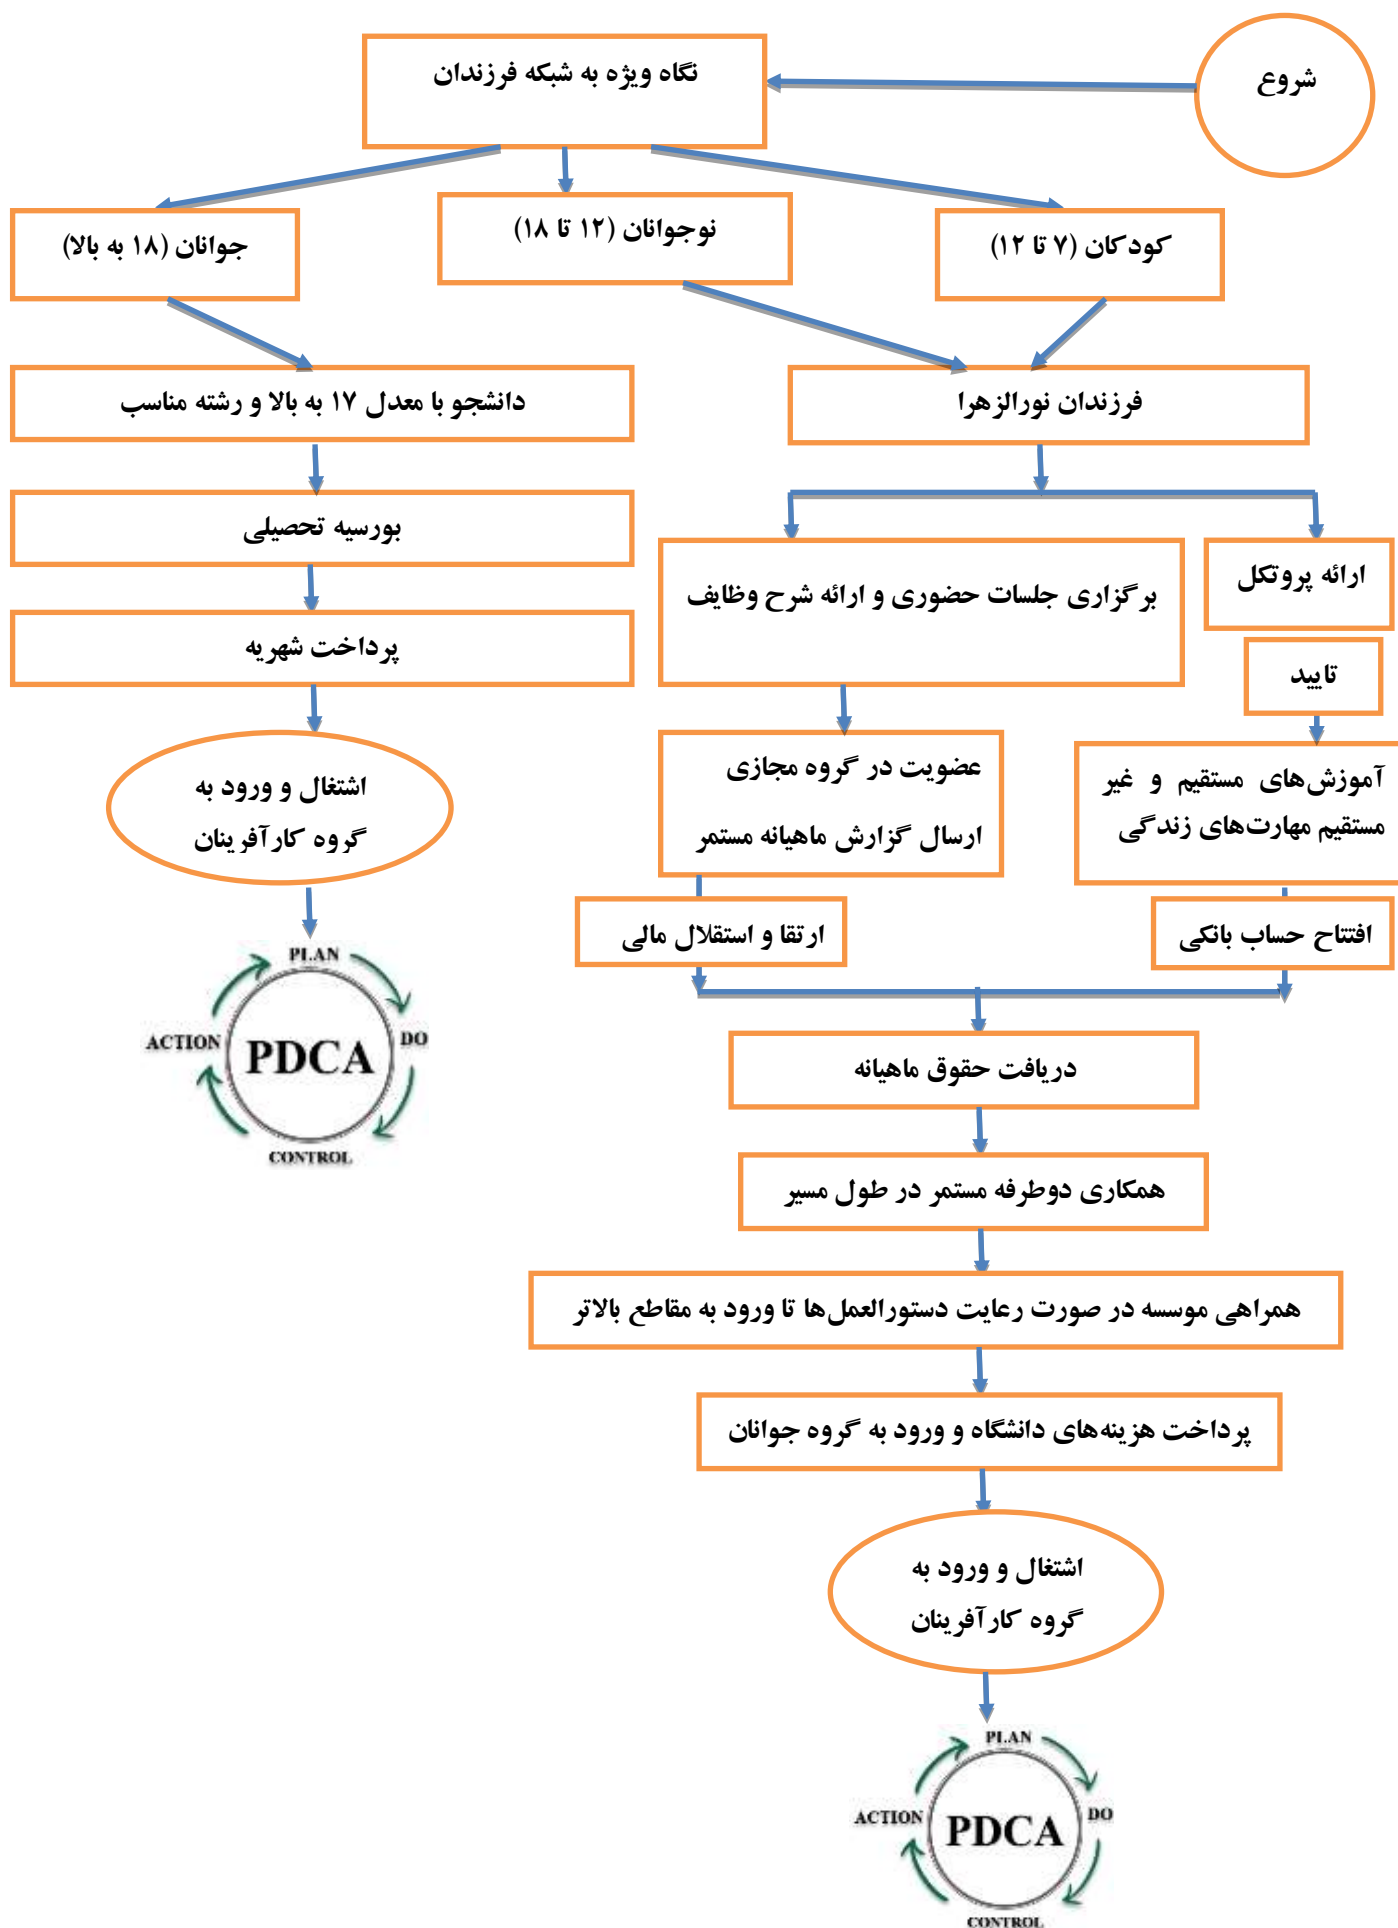 شروع
نگاه ویژه به شبکه فرزندان
کودکان (۷ تا ۱۲)
نوجوانان (۱۲ تا ۱۸)
جوانان (۱۸ به بالا)
فرزندان نورالزهرا
دانشجو با معدل ۱۷ به بالا و رشته مناسب
ارائه پروتکل
برگزاری جلسات حضوری و ارائه شرح وظایف
بورسیه تحصیلی
تایید
پرداخت شهریه
آموزش‌های مستقیم و غیر
مستقیم مهارت‌های زندگی
عضویت در گروه مجازی
ارسال گزارش ماهیانه مستمر
اشتغال و ورود به
گروه کارآفرینان
افتتاح حساب بانکی
ارتقا و استقلال مالی
PLAN
DO
ACTION
PDCA
CONTROL
دریافت حقوق ماهیانه
همکاری دوطرفه مستمر در طول مسیر
همراهی موسسه در صورت رعایت دستورالعمل‌ها تا ورود به مقاطع بالاتر
پرداخت هزینه‌های دانشگاه و ورود به گروه جوانان
اشتغال و ورود به
گروه کارآفرینان
PLAN
DO
ACTION
PDCA
CONTROL